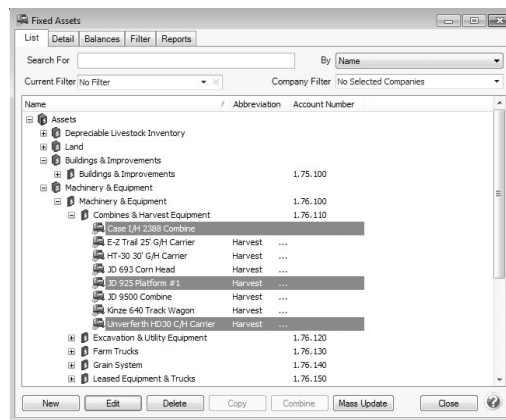 Fixed Assets
List Detail Balances Filter Reports
Search For By Name
Current Filter No Filter Company Filter No Selected Companies
Name / Abbreviation Account Number
Assets
Depreciable Livestock Inventory
Land
Buildings & Improvements
Buildings & Improvements 1.75.100
Machinery & Equipment
Machinery & Equipment 1.76.100
Combines & Harvest Equipment 1.76.110
Case I/H 2388 Combine
E-Z Trail 25' G/H Carrier Harvest ...
HT-30 30' G/H Carrier Harvest ...
JD 693 Corn Head Harvest ...
JD 925 Platform #1 Harvest ...
JD 9500 Combine Harvest ...
Kinze 640 Track Wagon Harvest ...
Unverferth HD30 C/H Carrier Harvest ...
Excavation & Utility Equipment 1.76.120
Farm Trucks 1.76.130
Grain System 1.76.140
Leased Equipment & Trucks 1.76.150
New Edit Delete Copy Combine Mass Update Close ?